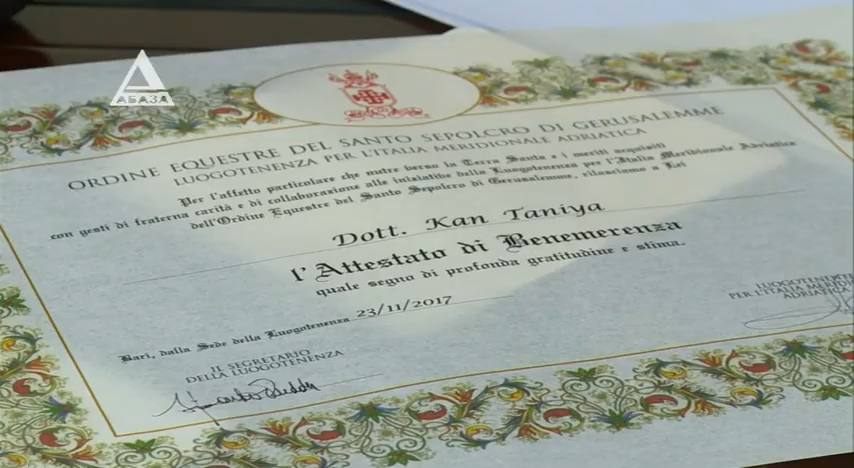 АБАЗА
ORDINE EQUESTRE DEL SANTO SEPOLCRO DI GERUSALEMME
LUOGOTENENZA PER L'ITALIA MERIDIONALE ADRIATICA
Per l'affetto particolare che nutre verso la Terra Santa e i meriti acquisiti
con gesti di fraterna carità e di collaborazione alle iniziative della Luogotenenza per l'Italia Meridionale Adriatica
dell'Ordine Equestre del Santo Sepolcro di Gerusalemme, rilasciamo a Lei
Dott. Kan Taniya
l'Attestato di Benemerenza
quale segno di profonda gratitudine e stima.
Bari, dalla Sede della Luogotenenza 23/11/2017
IL SEGRETARIO
DELLA LUOGOTENENZA
PER L'ITALIA
ADRIATICA